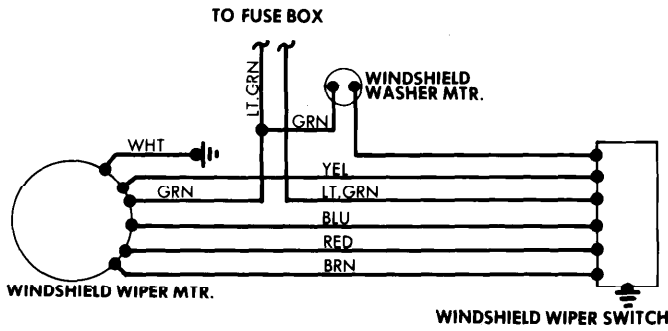 TO FUSE BOX
LT.GRN
WINDSHIELD
WASHER MTR.
GRN
WHT
YEL
GRN
LT.GRN
BLU
RED
BRN
WINDSHIELD WIPER MTR.
WINDSHIELD WIPER SWITCH